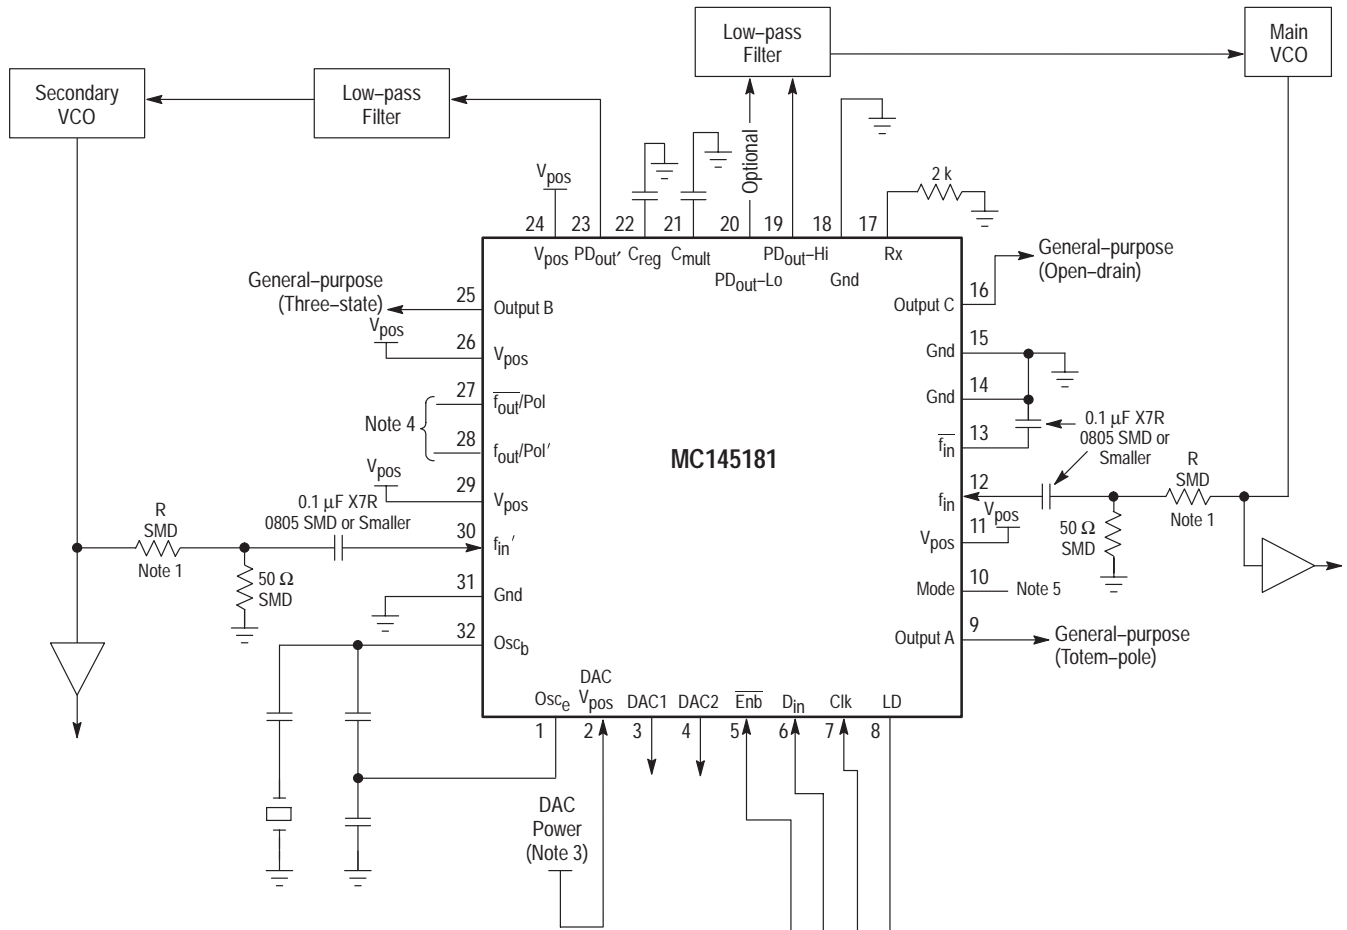 Low–pass
Filter
Main
VCO
Secondary
VCO
Low–pass
Filter
Optional
2 k
Vpos
24
23
22
21
20
19
18
17
Vpos
PDout′
Creg
Cmult
PDout–Lo
PDout–Hi
Gnd
Rx
General–purpose
(Three–state)
25
Output B
Vpos
26
Vpos
27
fout/Pol
Note 4
28
fout/Pol′
Vpos
29
Vpos
0.1 µF X7R
0805 SMD or Smaller
R
SMD
Note 1
30
fin′
50 Ω
SMD
31
Gnd
32
Oscb
MC145181
General–purpose
(Open–drain)
16
Output C
15
Gnd
14
Gnd
0.1 µF X7R
0805 SMD or
Smaller
13
fin
12
fin
R
SMD
Note 1
Vpos
11
Vpos
50 Ω
SMD
10
Mode
Note 5
9
Output A
General–purpose
(Totem–pole)
Osce
DAC
Vpos
DAC1
DAC2
Enb
Din
Clk
LD
1
2
3
4
5
6
7
8
DAC
Power
(Note 3)